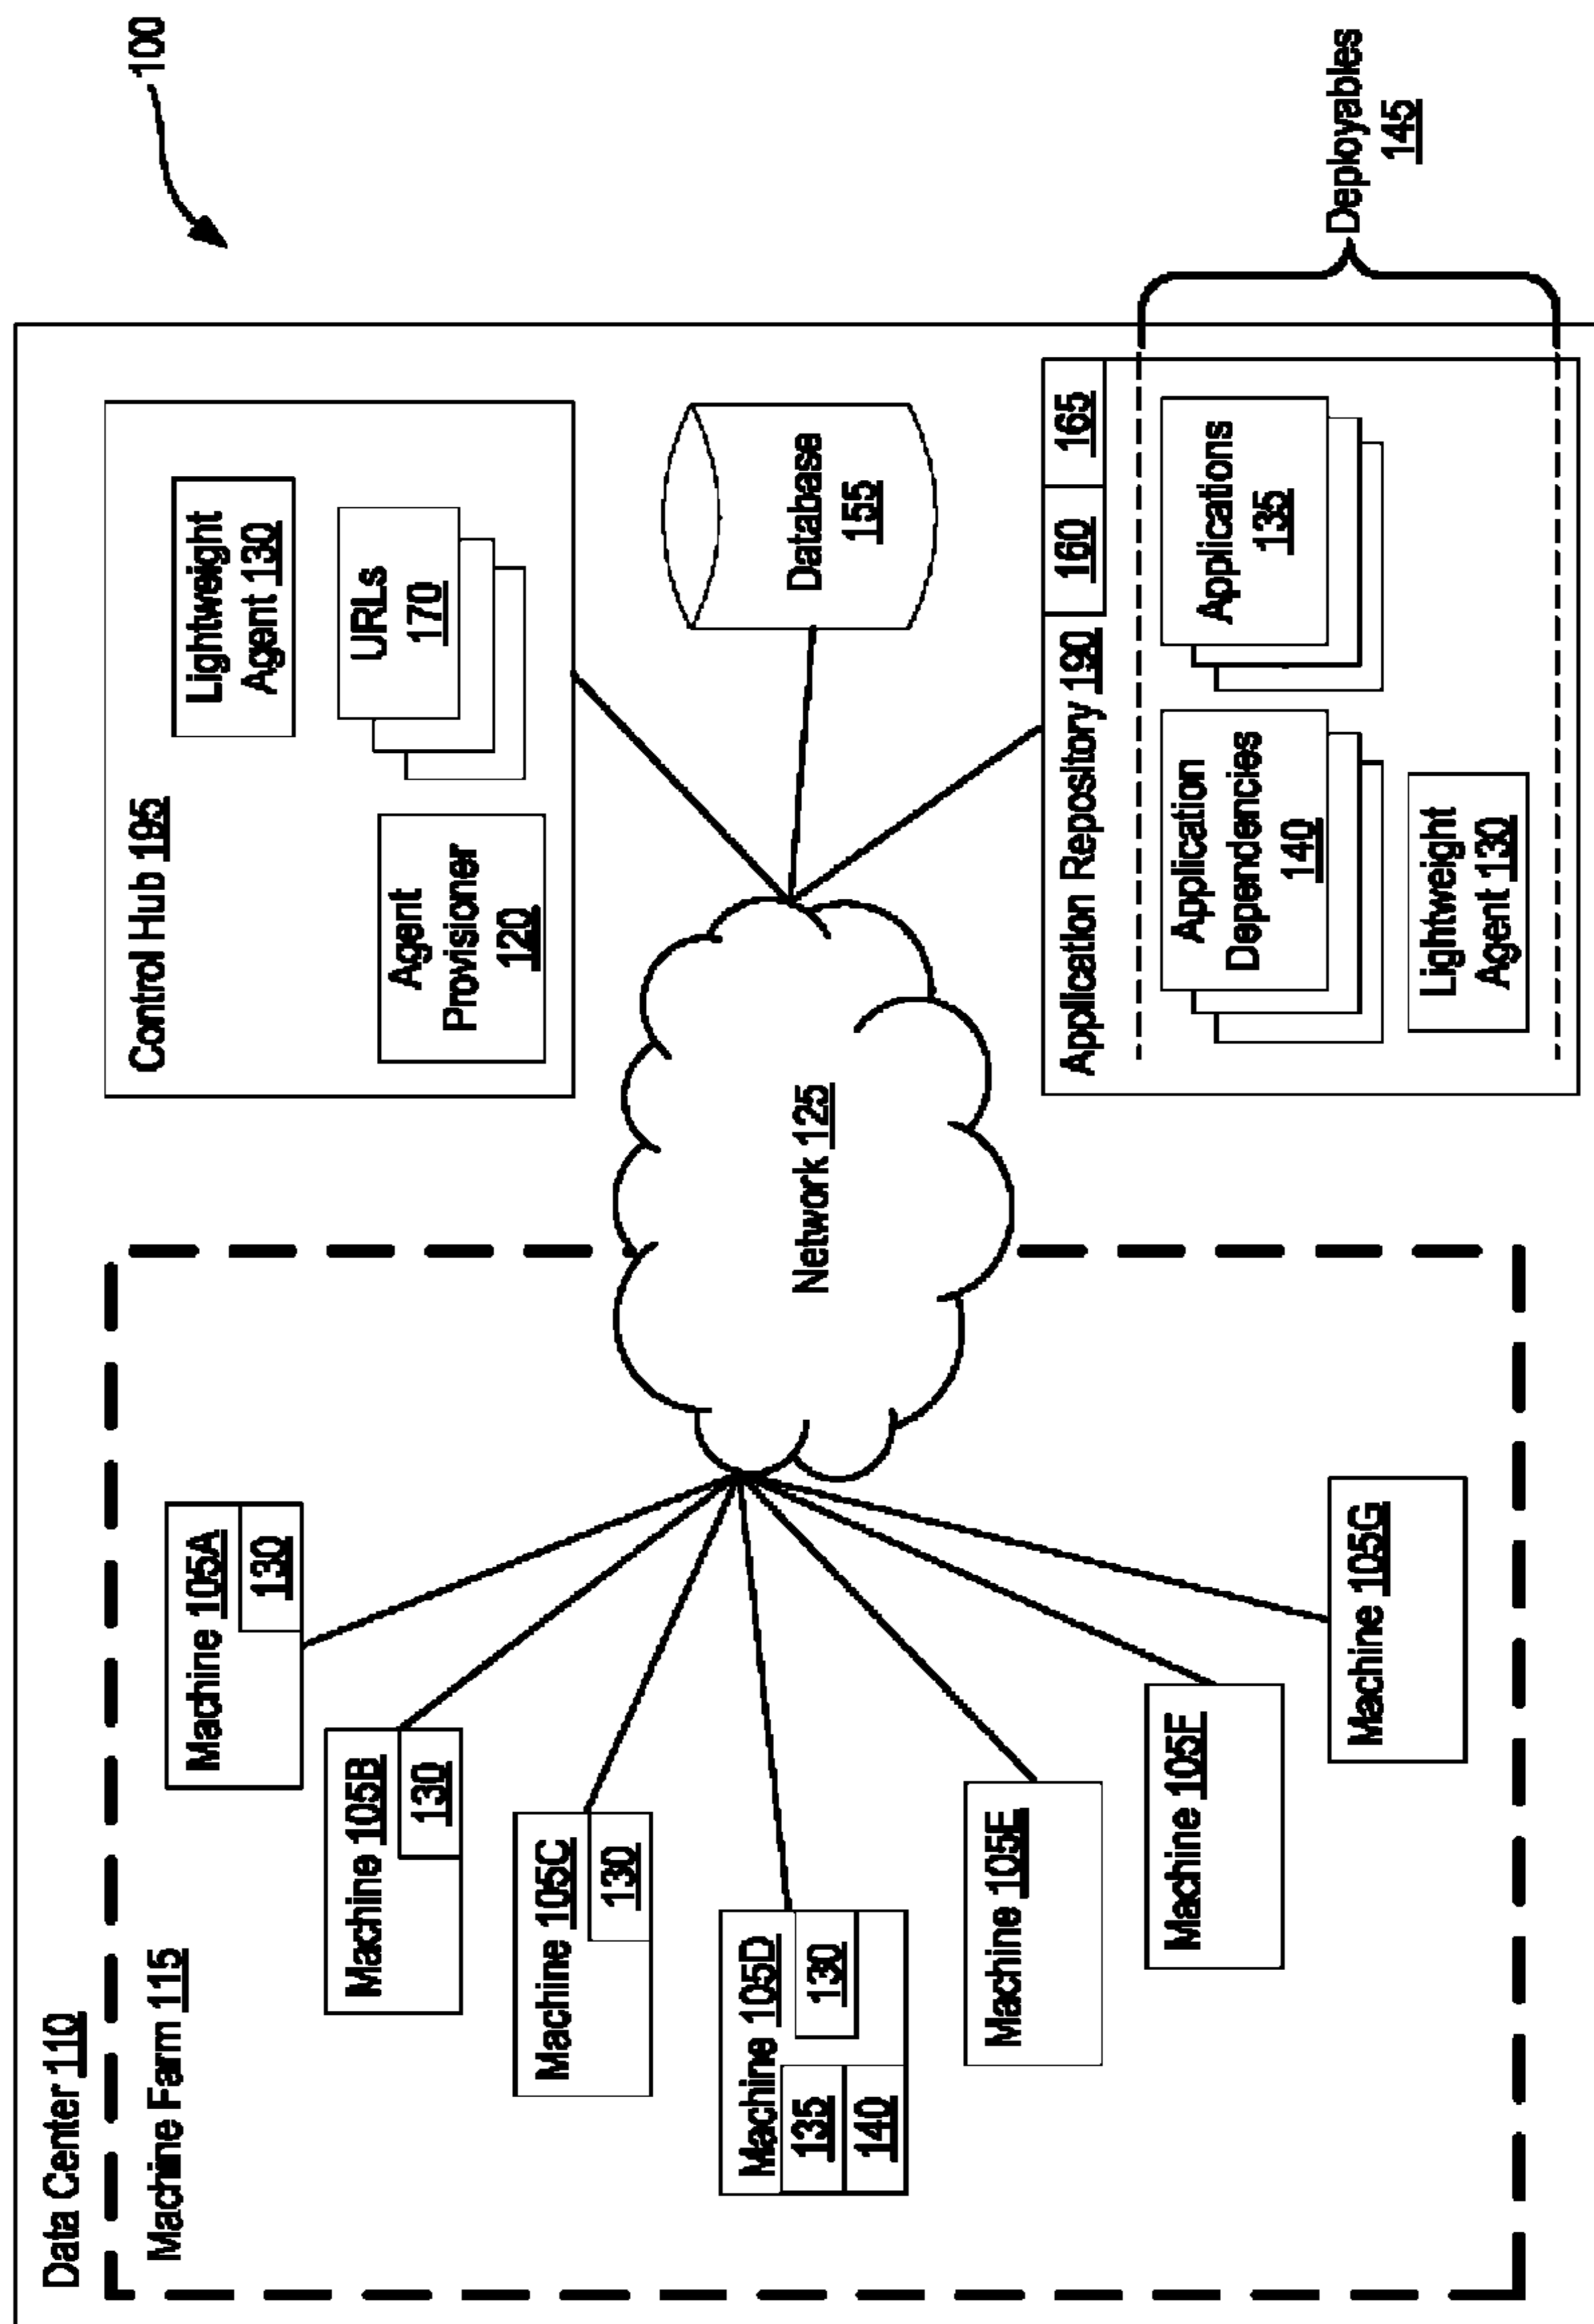 100
Data Center 110
Machine Farm 115
Machine 105A
130
Machine 105B
130
Machine 105C
130
Machine 105D
130
135
140
Machine 105E
Machine 105F
Machine 105G
Network 125
Control Hub 195
Lightweight
Agent 130
Agent
Provisioner
120
URLs
170
Database
155
Application Repository 190
160
165
Application
Dependencies
140
Applications
135
Lightweight
Agent 130
Deployables
145